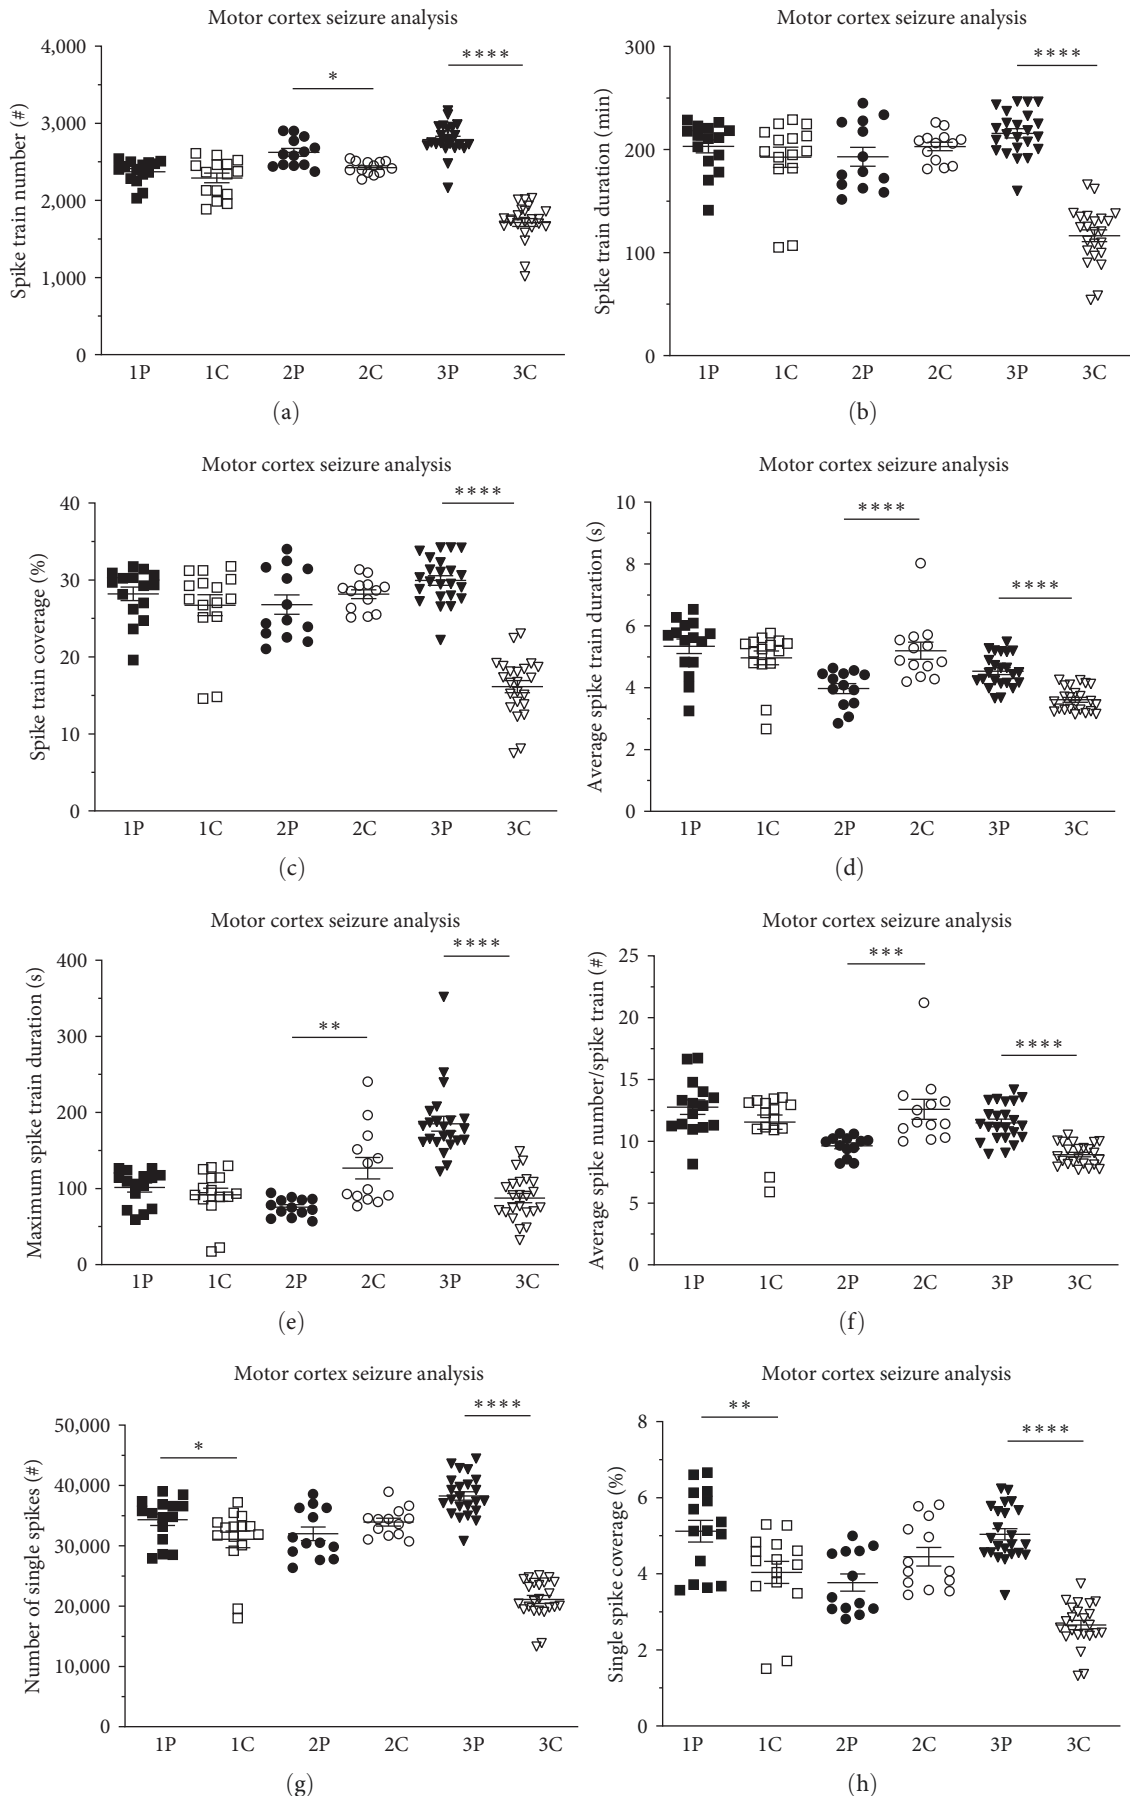 Motor cortex seizure analysis
Spike train number (#)
4,000
3,000
2,000
1,000
0
*
****
1P 1C 2P 2C 3P 3C
(a)
Motor cortex seizure analysis
Spike train duration (min)
300
200
100
0
****
1P 1C 2P 2C 3P 3C
(b)
Motor cortex seizure analysis
Spike train coverage (%)
40
30
20
10
0
****
1P 1C 2P 2C 3P 3C
(c)
Motor cortex seizure analysis
Average spike train duration (s)
10
8
6
4
2
0
****
****
1P 1C 2P 2C 3P 3C
(d)
Motor cortex seizure analysis
Maximum spike train duration (s)
400
300
200
100
0
**
****
1P 1C 2P 2C 3P 3C
(e)
Motor cortex seizure analysis
Average spike number/spike train (#)
25
20
15
10
5
0
***
****
1P 1C 2P 2C 3P 3C
(f)
Motor cortex seizure analysis
Number of single spikes (#)
50,000
40,000
30,000
20,000
10,000
0
*
****
1P 1C 2P 2C 3P 3C
(g)
Motor cortex seizure analysis
Single spike coverage (%)
8
6
4
2
0
**
****
1P 1C 2P 2C 3P 3C
(h)